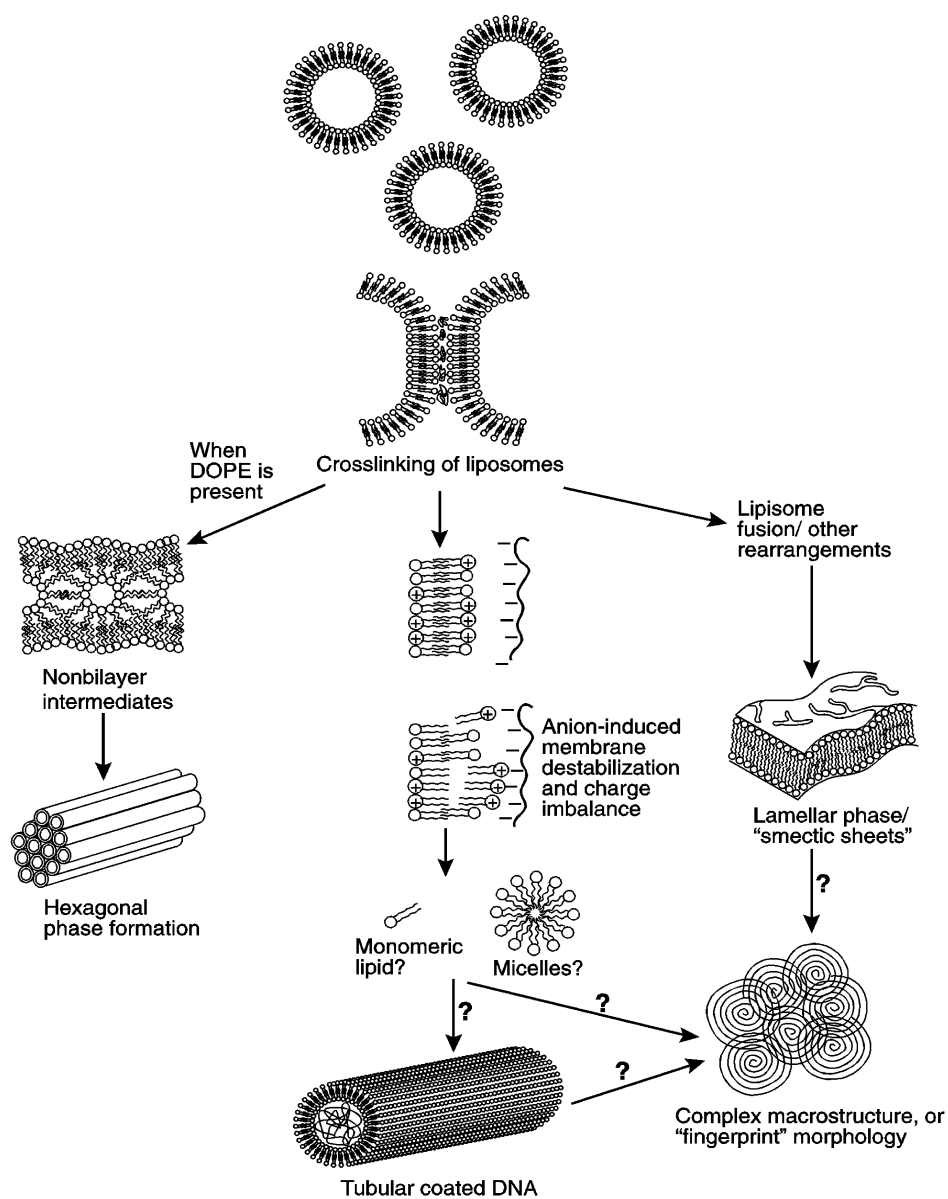 When
DOPE is
present
Crosslinking of liposomes
Lipisome
fusion/ other
rearrangements
Nonbilayer
intermediates
Anion-induced
membrane
destabilization
and charge
imbalance
Lamellar phase/
“smectic sheets”
?
Hexagonal
phase formation
Monomeric
lipid?
Micelles?
?
?
?
Complex macrostructure, or
“fingerprint” morphology
Tubular coated DNA